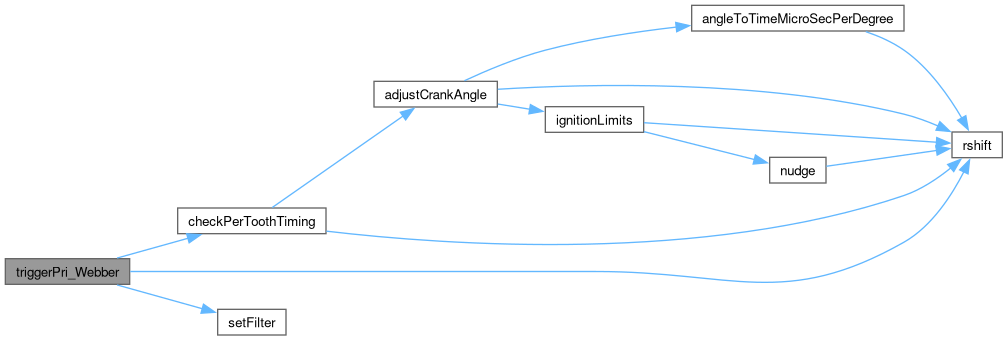 angleToTimeMicroSecPerDegree
adjustCrankAngle
ignitionLimits
rshift
nudge
checkPerToothTiming
triggerPri_Webber
setFilter